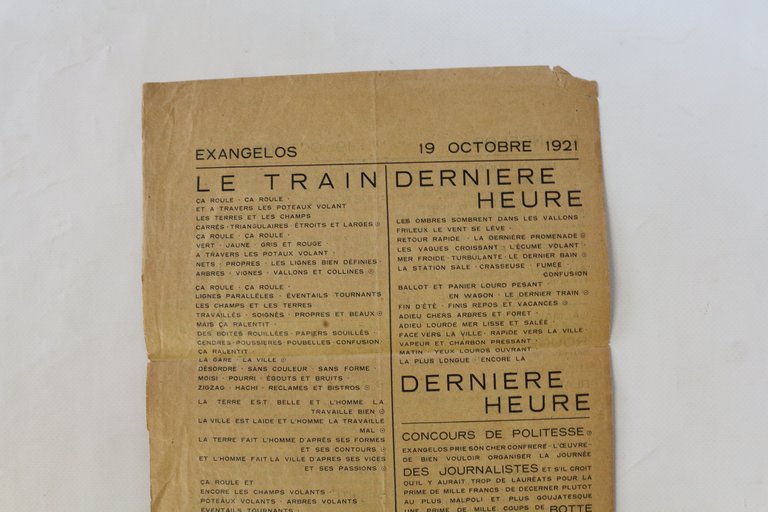 EXANGELOS
19 OCTOBRE 1921
LE TRAIN
ÇA ROULE · ÇA ROULE ·
ET A TRAVERS LES POTEAUX VOLANT
LES TERRES ET LES CHAMPS
CARRÉS·TRIANGULAIRES·ÉTROITS ET LARGES ⊙
ÇA ROULE · ÇA ROULE ·
VERT · JAUNE · GRIS ET ROUGE
A TRAVERS LES POTAUX VOLANT ·
NETS · PROPRES · LES LIGNES BIEN DÉFINIES·
ARBRES · VIGNES · VALLONS ET COLLINES ⊙
ÇA ROULE · ÇA ROULE ·
LIGNES PARALLÈLES · ÉVENTAILS TOURNANTS
LES CHAMPS ET LES TERRES
TRAVAILLÉS · SOIGNÉS · PROPRES ET BEAUX ⊙
MAIS ÇA RALENTIT ·
DES BOITES ROUILLÉES · PAPIERS SOUILLÉS ·
CENDRES·POUSSIERES·POUBELLES·CONFUSION·
ÇA RALENTIT ·
LA GARE · LA VILLE ⊙
DÉSORDRE · SANS COULEUR · SANS FORME ·
MOISI · POURRI · ÉGOUTS ET BRUITS ·
ZIGZAG · HACHI · RECLAMES ET BISTROS ⊙
LA TERRE EST BELLE ET L'HOMME LA
TRAVAILLE BIEN ⊙
LA VILLE EST LAIDE ET L'HOMME LA TRAVAILLE
MAL ⊙
LA TERRE FAIT L'HOMME D'APRÈS SES FORMES
ET SES CONTOURS ⊙
ET L'HOMME FAIT LA VILLE D'APRES SES VICES
ET SES PASSIONS ⊙
ÇA ROULE ET
ENCORE LES CHAMPS VOLANTS ·
POTEAUX VOLANTS · ARBRES VOLANTS ·
ÉVENTAILS TOURNANTS ·
DERNIERE
HEURE
LES OMBRES SOMBRENT DANS LES VALLONS
FRILEUX LE VENT SE LÈVE ·
RETOUR RAPIDE · LA DERNIÈRE PROMENADE ⊙
LES VAGUES CROISSANT · L'ÉCUME VOLANT ·
MER FROIDE · TURBULANTE · LE DERNIER BAIN ⊙
LA STATION SALE · CRASSEUSE · FUMÉE ·
CONFUSION
BALLOT ET PANIER LOURD PESANT
EN WAGON · LE DERNIER TRAIN ⊙
FIN D'ÉTÉ · FINIS REPOS ET VACANCES ⊙
ADIEU CHERS ARBRES ET FORET ·
ADIEU LOURDE MER LISSE ET SALÉE ·
FACE VERS LA VILLE · RAPIDE VERS LA VILLE ·
VAPEUR ET CHARBON PRESSANT ·
MATIN · YEUX LOUROS OUVRANT
LA PLUS LONGUE · ENCORE LA
DERNIERE
HEURE
CONCOURS DE POLITESSE ⊙
EXANGELOS PRIE SON CHER CONFRERE · L'ŒUVRE·
DE BIEN VOULOIR ORGANISER LA JOURNÉE
DES JOURNALISTES ET S'IL CROIT
QU'IL Y AURAIT TROP DE LAURÉATS POUR LA
PRIME DE MILLE FRANCS · DE DECERNER PLUTOT
AU PLUS MALPOLI ET PLUS GOUJATESQUE
UNE PRIME DE MILLE COUPS DE BOTTE